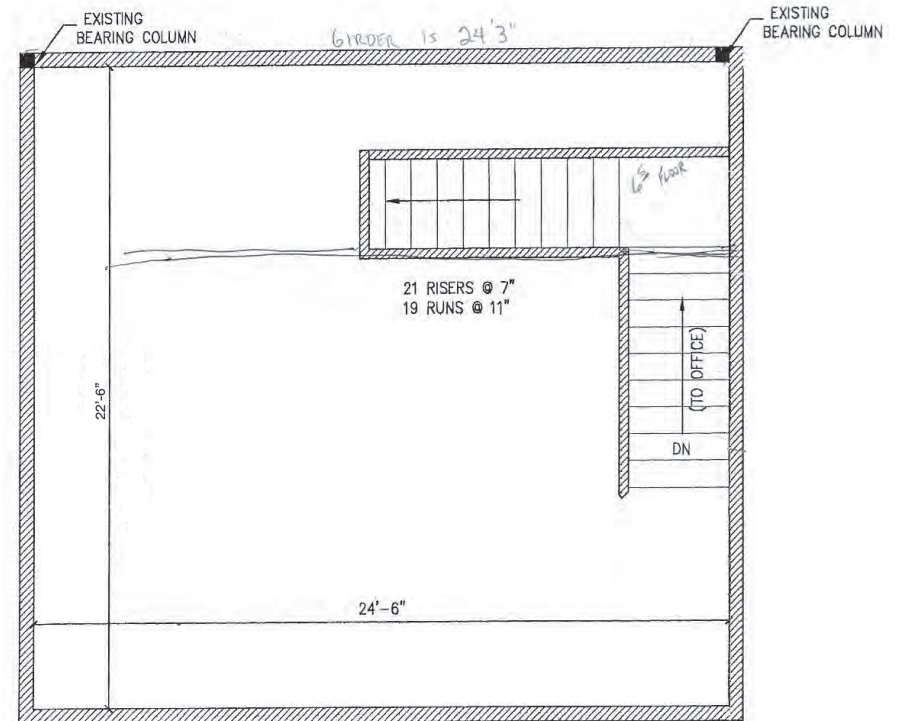 EXISTING
BEARING COLUMN
GIRDER IS 24'3"
EXISTING
BEARING COLUMN
FLOOR
21 RISERS @ 7"
19 RUNS @ 11"
(TO OFFICE)
DN
22'-6"
24'-6"